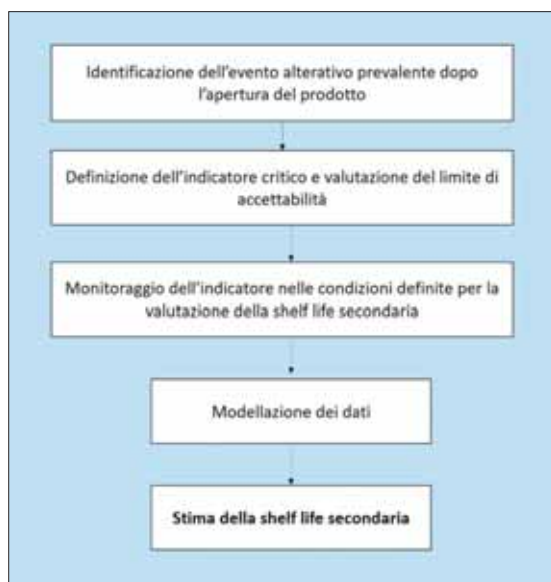 Identificazione dell'evento alterativo prevalente dopo
l'apertura del prodotto
Definizione dell'indicatore critico e valutazione del limite di
accettabilità
Monitoraggio dell'indicatore nelle condizioni definite per la
valutazione della shelf life secondaria
Modellazione dei dati
Stima della shelf life secondaria